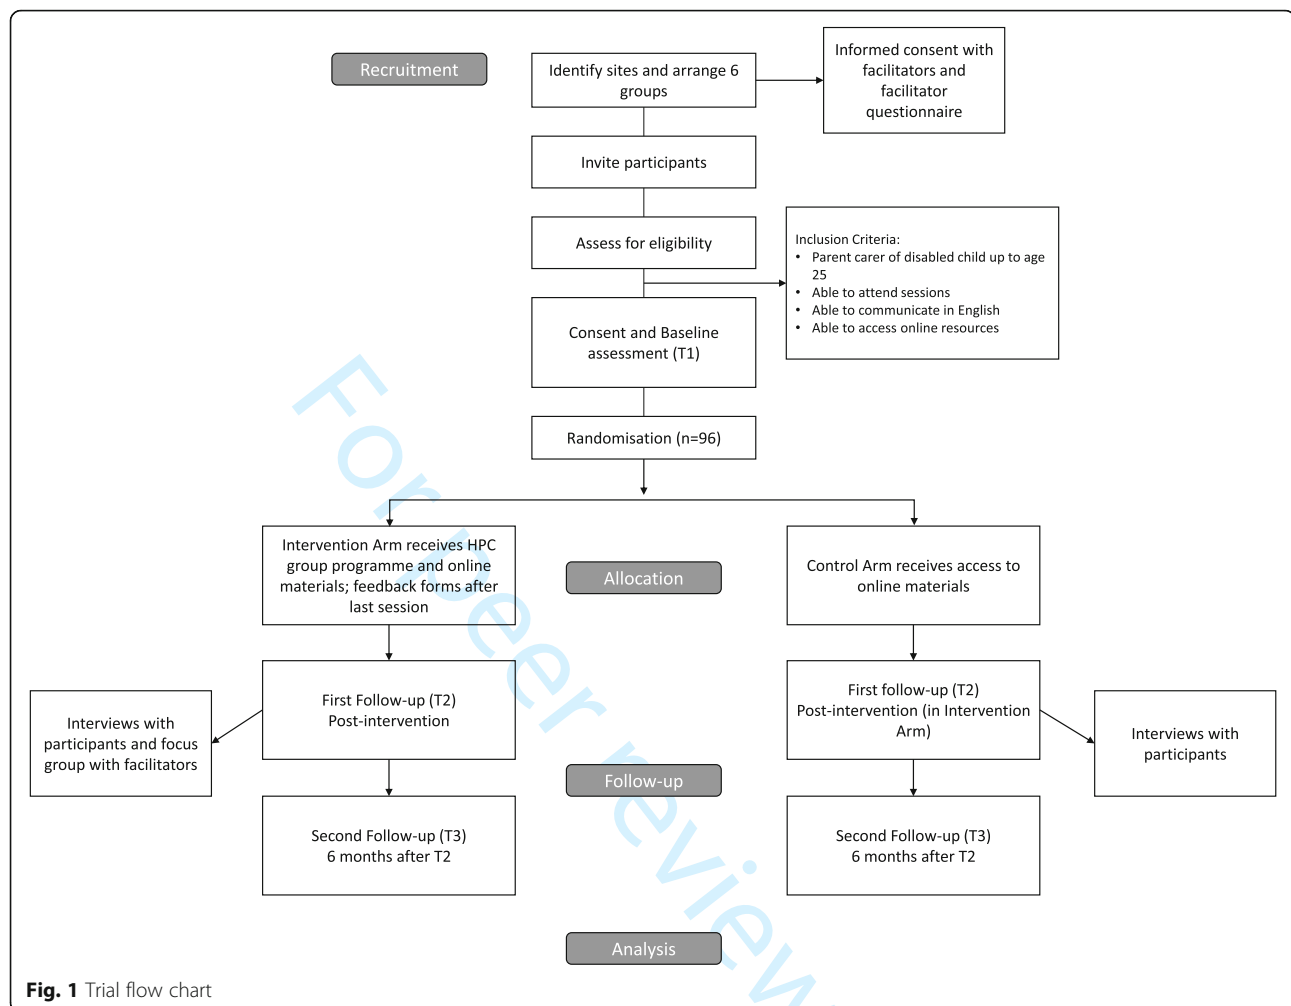 Recruitment
Identify sites and arrange 6
groups
Informed consent with
facilitators and
facilitator
questionnaire
Invite participants
Assess for eligibility
Inclusion Criteria:
• Parent carer of disabled child up to age
25
• Able to attend sessions
• Able to communicate in English
• Able to access online resources
Consent and Baseline
assessment (T1)
Randomisation (n=96)
Intervention Arm receives HPC
group programme and online
materials; feedback forms after
last session
Allocation
Control Arm receives access to
online materials
First Follow-up (T2)
Post-intervention
First follow-up (T2)
Post-intervention (in Intervention
Arm)
Interviews with
participants and focus
group with facilitators
Interviews with
participants
Follow-up
Second Follow-up (T3)
6 months after T2
Second Follow-up (T3)
6 months after T2
Analysis
For peer review
Fig. 1 Trial flow chart